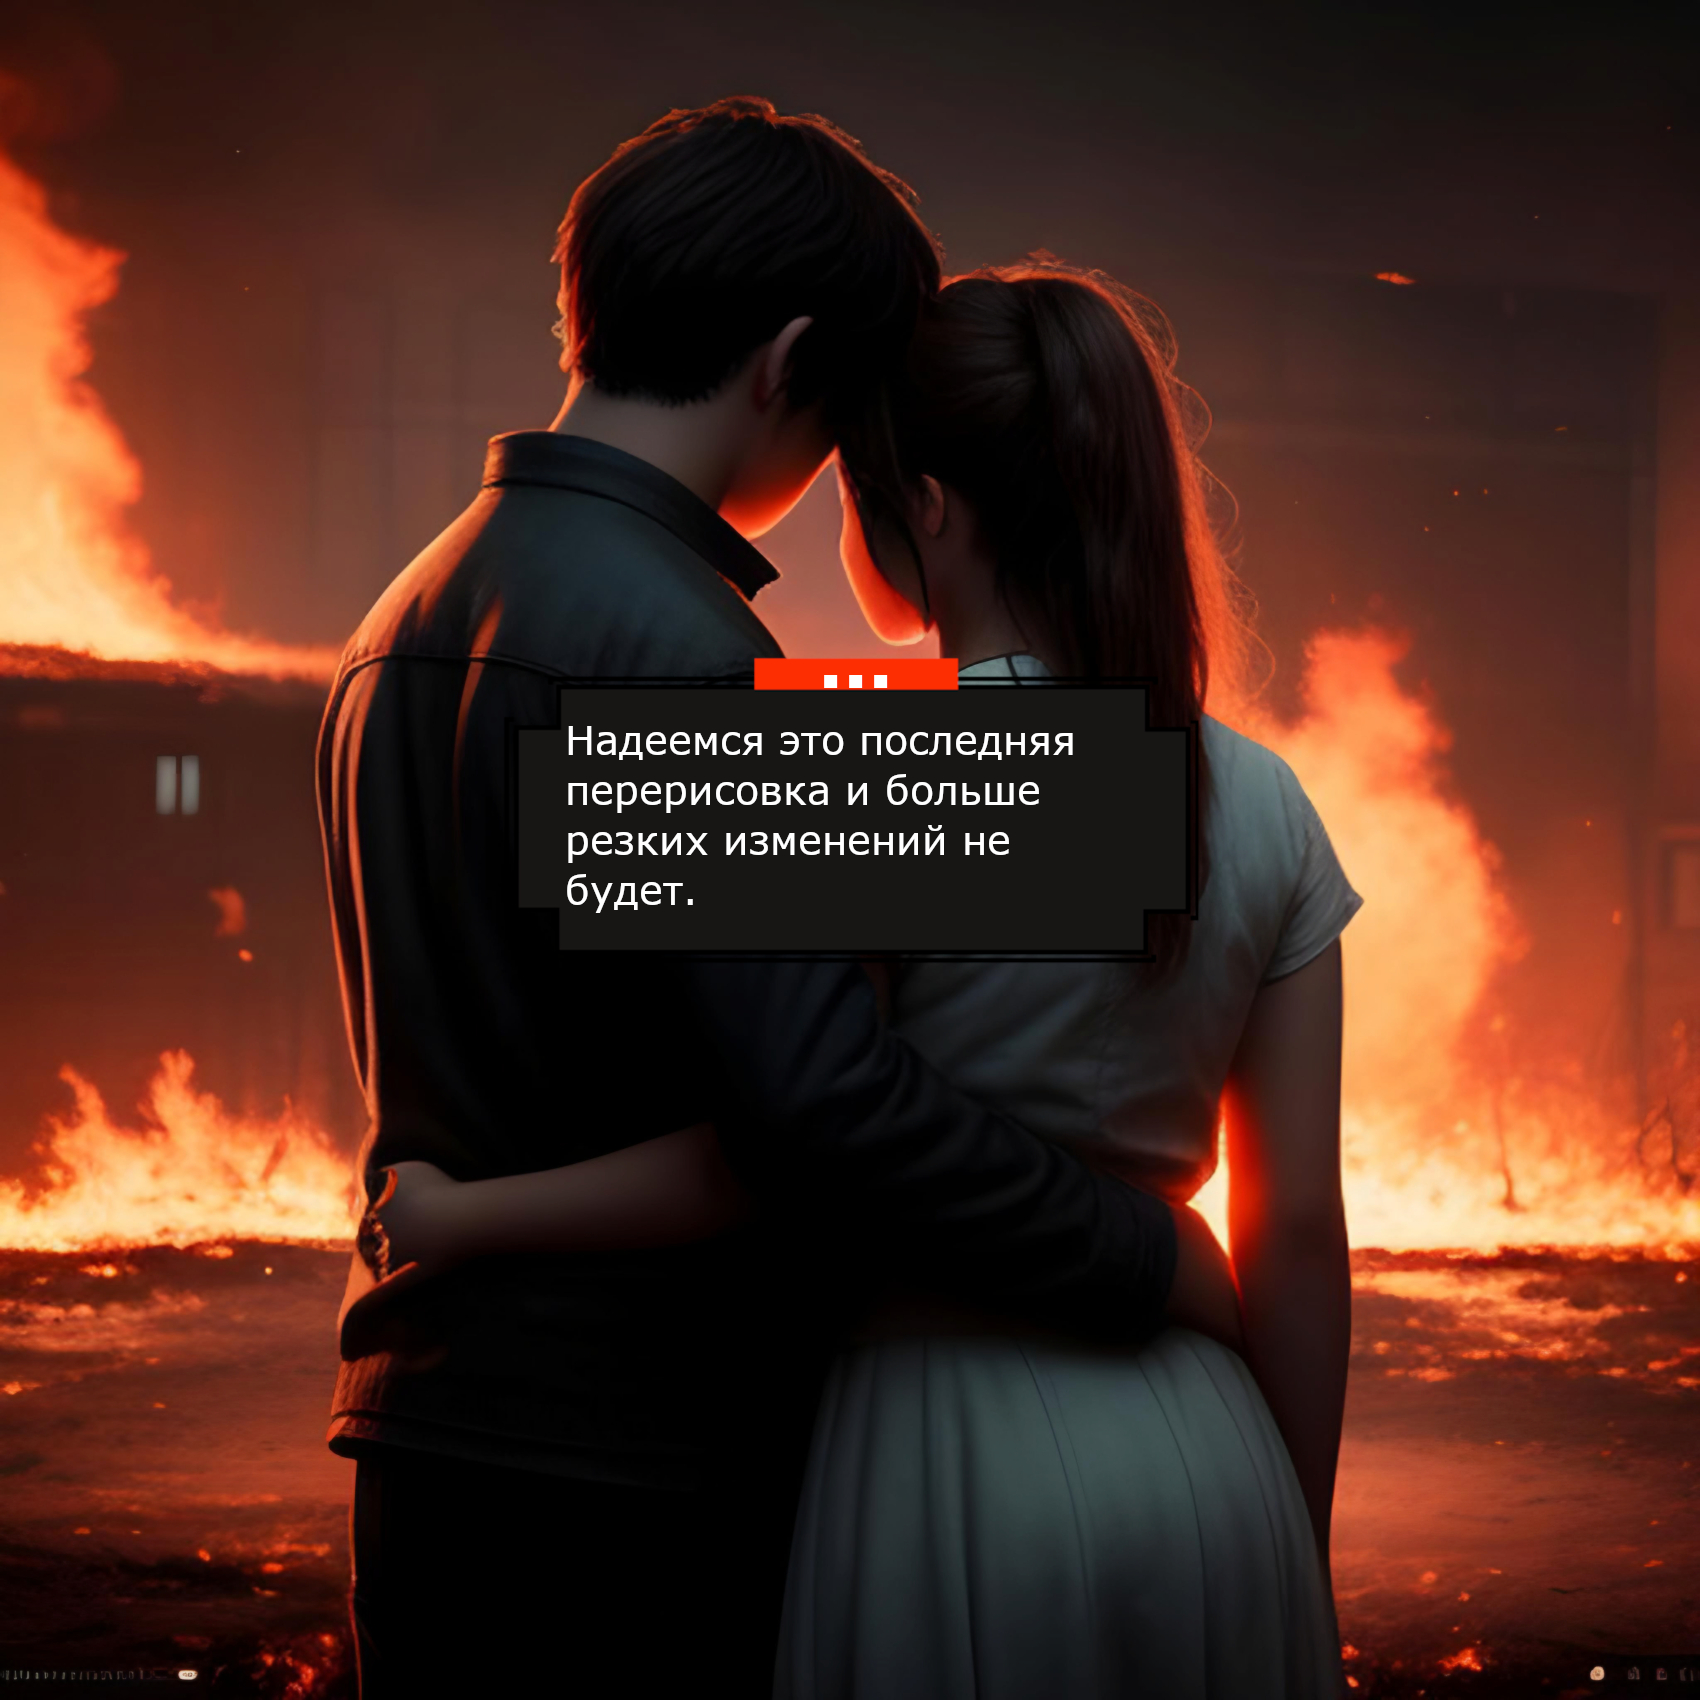 Надеемся это последняя
перерисовка и больше
резких изменений не
будет.